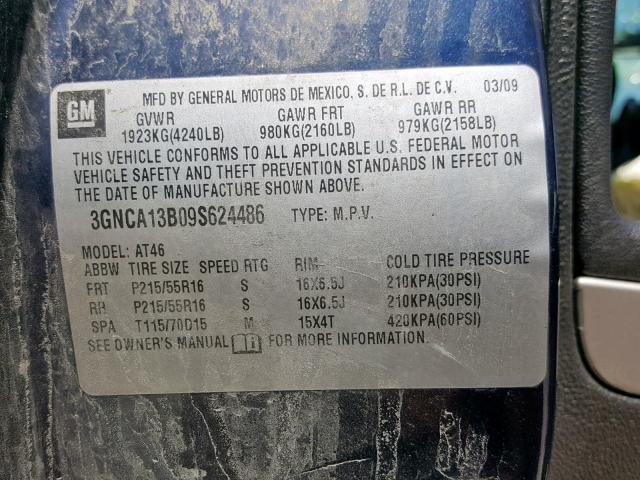 GM
MFD BY GENERAL MOTORS DE MEXICO, S. DE R.L. DE C.V. 03/09
GVWR GAWR FRT GAWR RR
1923KG(4240LB) 980KG(2160LB) 979KG(2158LB)
THIS VEHICLE CONFORMS TO ALL APPLICABLE U.S. FEDERAL MOTOR
VEHICLE SAFETY AND THEFT PREVENTION STANDARDS IN EFFECT ON
THE DATE OF MANUFACTURE SHOWN ABOVE.
3GNCA13B09S624486 TYPE: M.P.V.
MODEL: AT46
ABBW TIRE SIZE SPEED RTG RIM COLD TIRE PRESSURE
FRT P215/55R16 S 16X6.5J 210KPA(30PSI)
RR P215/55R16 S 16X6.5J 210KPA(30PSI)
SPA T115/70D15 M 15X4T 420KPA(60PSI)
SEE OWNER'S MANUAL FOR MORE INFORMATION.